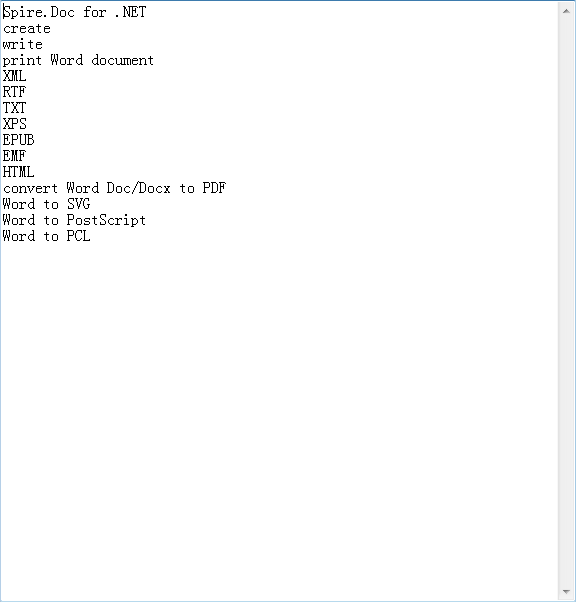 Spire.Doc for .NET
create
write
print Word document
XML
RTF
TXT
XPS
EPUB
EMF
HTML
convert Word Doc/Docx to PDF
Word to SVG
Word to PostScript
Word to PCL